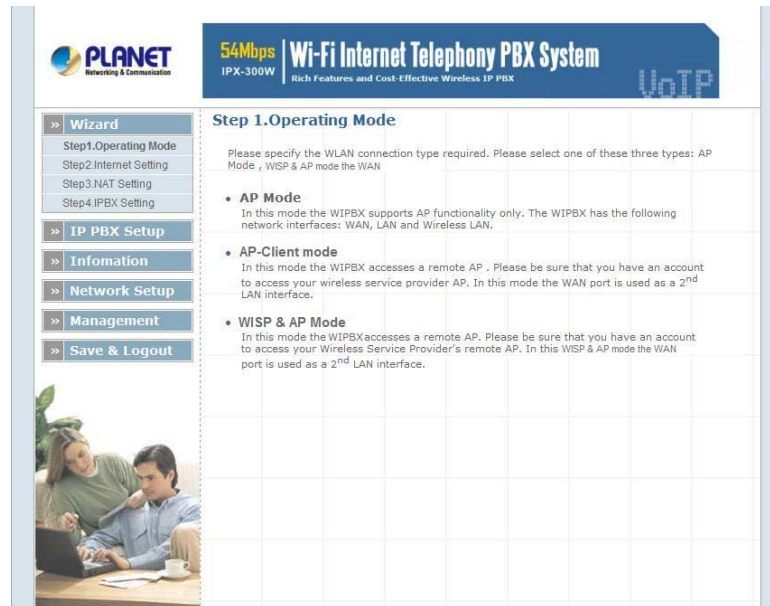 PLANET
Networking & Communication
54Mbps
IPX-300W
Wi-Fi Internet Telephony PBX System
Rich Features and Cost-Effective Wireless IP PBX
VoIP
» Wizard
Step1.Operating Mode
Step2.Internet Setting
Step3.NAT Setting
Step4.IPBX Setting
» IP PBX Setup
» Infomation
» Network Setup
» Management
» Save & Logout
Step 1.Operating Mode
Please specify the WLAN connection type required. Please select one of these three types: AP
Mode , WISP & AP mode the WAN
• AP Mode
In this mode the WIPBX supports AP functionality only. The WIPBX has the following
network interfaces: WAN, LAN and Wireless LAN.
• AP-Client mode
In this mode the WIPBX accesses a remote AP . Please be sure that you have an account
to access your wireless service provider AP. In this mode the WAN port is used as a 2nd
LAN interface.
• WISP & AP Mode
In this mode the WIPBX accesses a remote AP. Please be sure that you have an account
to access your Wireless Service Provider's remote AP. In this WISP & AP mode the WAN
port is used as a 2nd LAN interface.